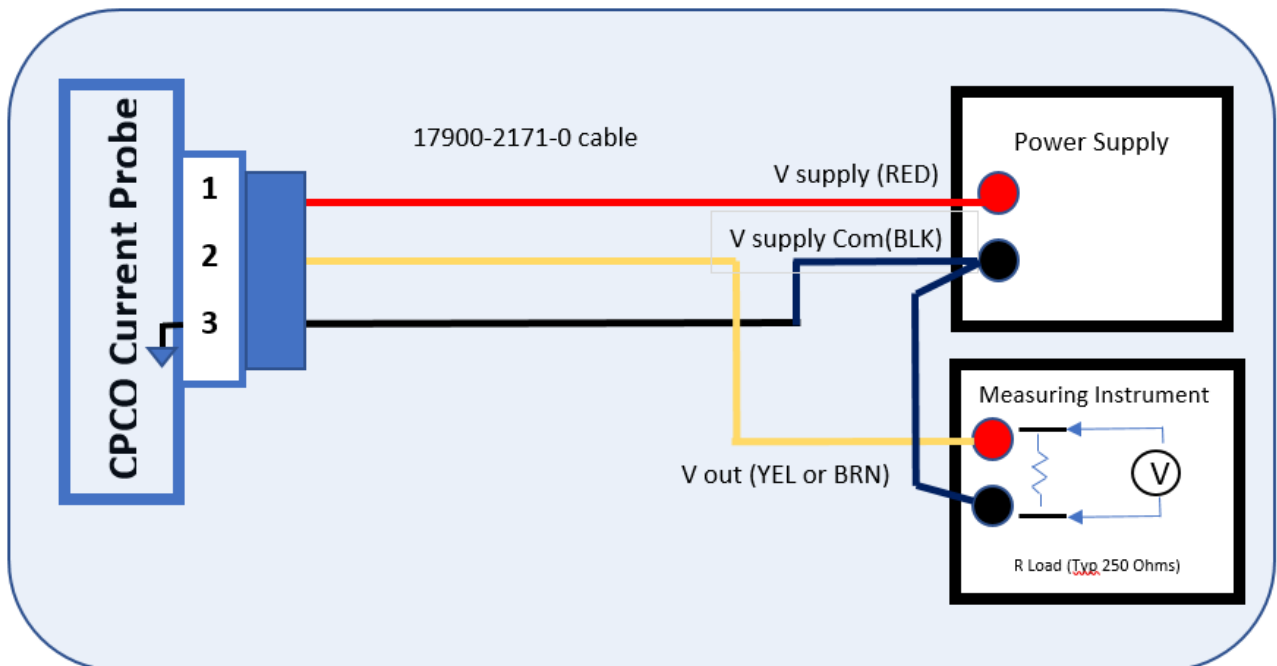 CPCO Current Probe
1
2
3
17900-2171-0 cable
V supply (RED)
V supply Com(BLK)
V out (YEL or BRN)
Power Supply
Measuring Instrument
V
R Load (Typ 250 Ohms)